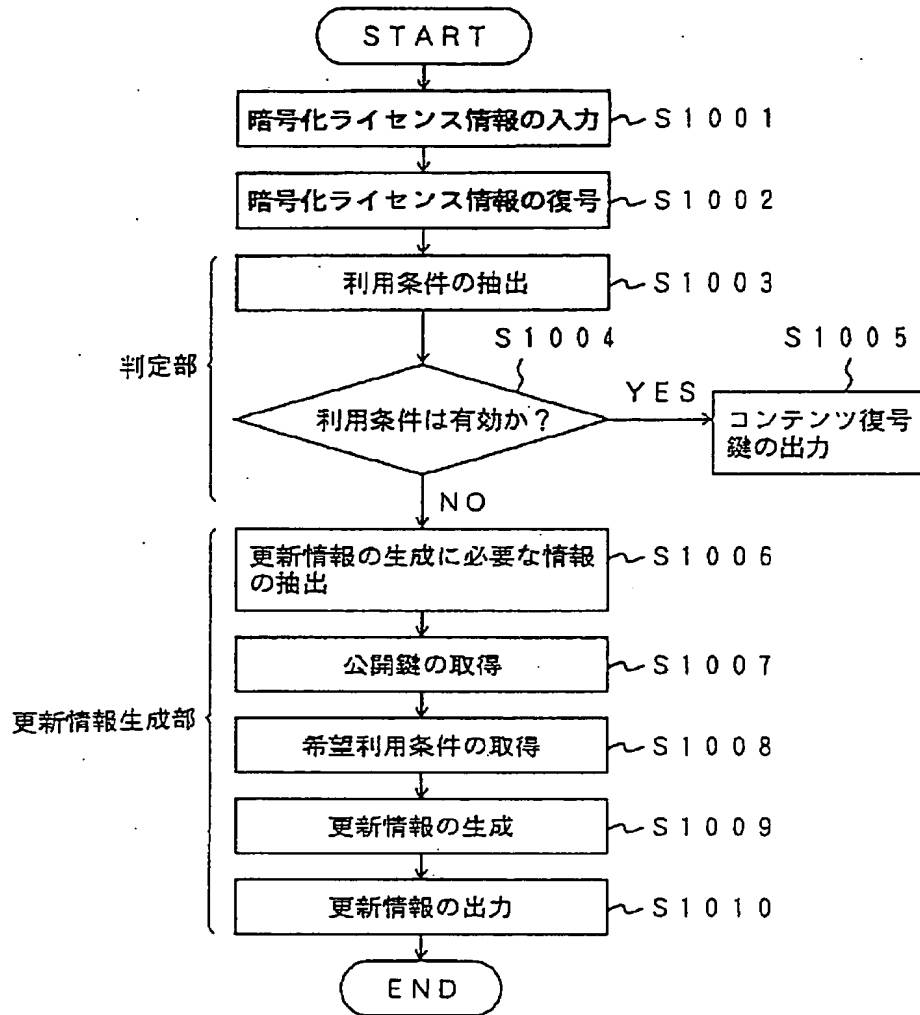 START
暗号化ライセンス情報の入力
S1001
暗号化ライセンス情報の復号
S1002
利用条件の抽出
S1003
判定部
S1004
利用条件は有効か？
YES
S1005
コンテンツ復号
鍵の出力
NO
更新情報の生成に必要な情報
の抽出
S1006
公開鍵の取得
S1007
更新情報生成部
希望利用条件の取得
S1008
更新情報の生成
S1009
更新情報の出力
S1010
END